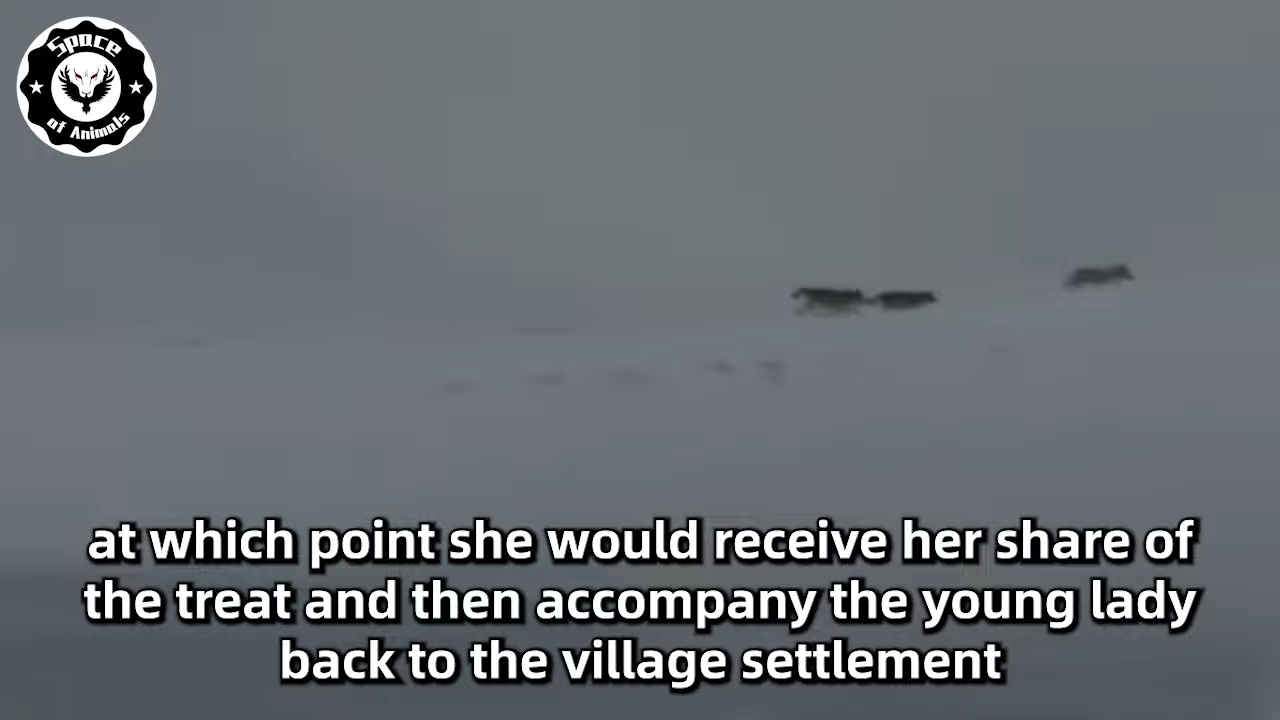 Space
of Animals
at which point she would receive her share of
the treat and then accompany the young lady
back to the village settlement